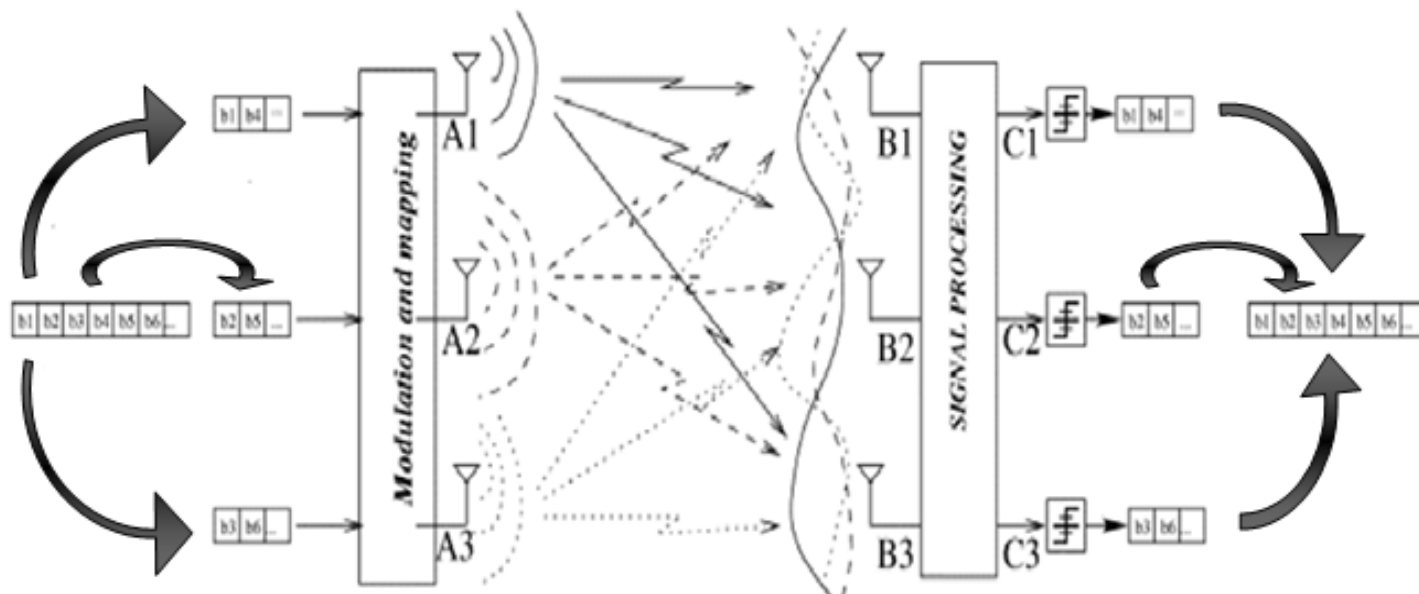 b1 b4 ...
A1
B1
C1
b1 b4 ...
Modulation and mapping
SIGNAL PROCESSING
b1 b2 b3 b4 b5 b6 ...
b2 b5 ...
A2
B2
C2
b2 b5 ...
b1 b2 b3 b4 b5 b6 ...
b3 b6 ...
A3
B3
C3
b3 b6 ...